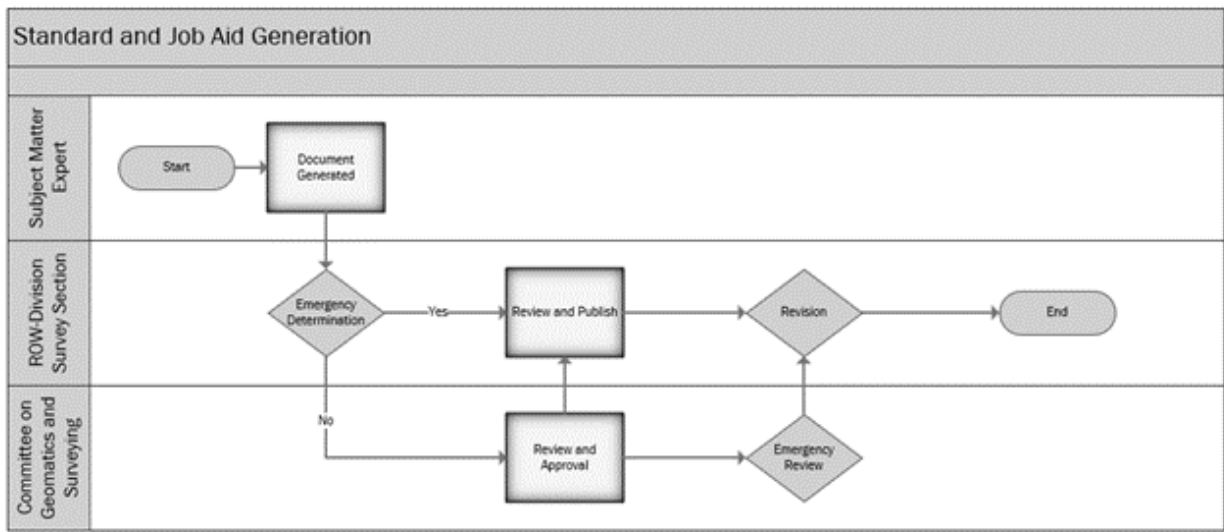 Standard and Job Aid Generation
Subject Matter
Expert
Start
Document
Generated
ROW-Division
Survey Section
Emergency
Determination
Yes
Review and Publish
Revision
End
Committee on
Geomatics and
Surveying
No
Review and
Approval
Emergency
Review